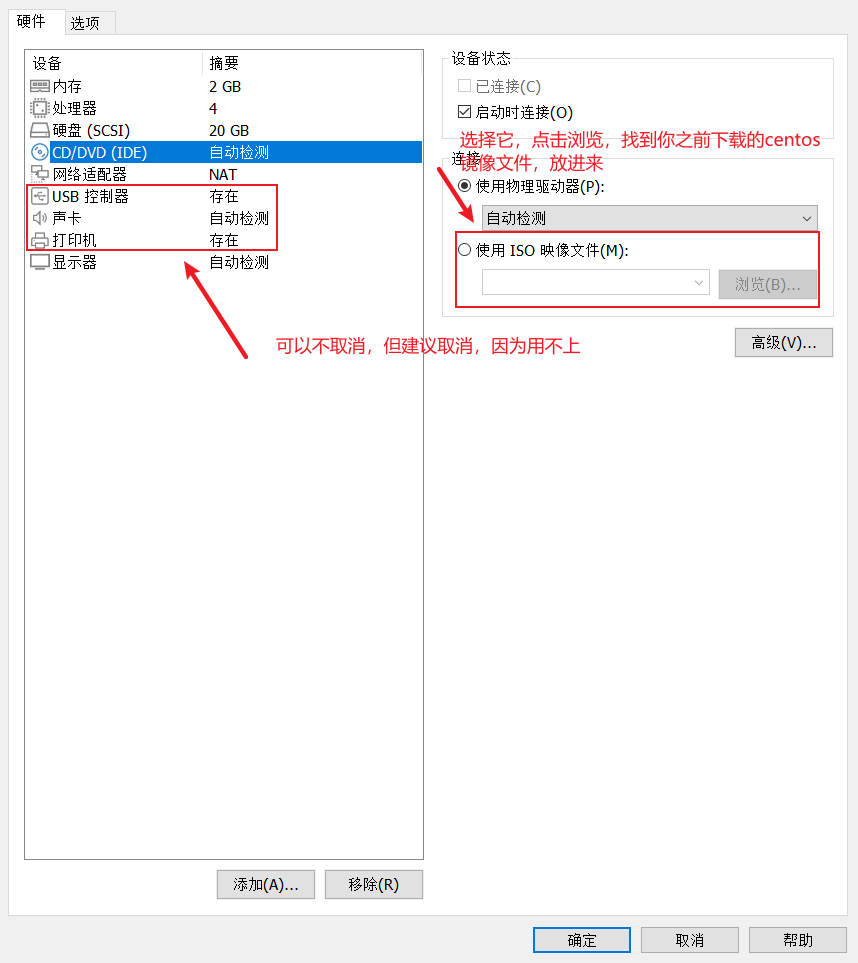 硬件 选项
设备 摘要
内存 2 GB
处理器 4
硬盘 (SCSI) 20 GB
CD/DVD (IDE) 自动检测
网络适配器 NAT
USB 控制器 存在
声卡 自动检测
打印机 存在
显示器 自动检测
可以不取消，但建议取消，因为用不上
设备状态
已连接(C)
启动时连接(O)
选择它，点击浏览，找到你之前下载的centos
镜像文件，放进来
连接
使用物理驱动器(P):
自动检测
使用 ISO 映像文件(M):
浏览(B)...
高级(V)...
添加(A)... 移除(R)
确定 取消 帮助